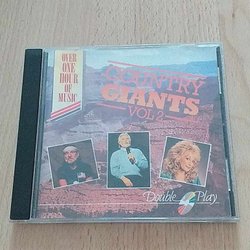 OVER
ONE
HOUR
OF
MUSIC
COUNTRY
GIANTS
VOL 2
Double Play